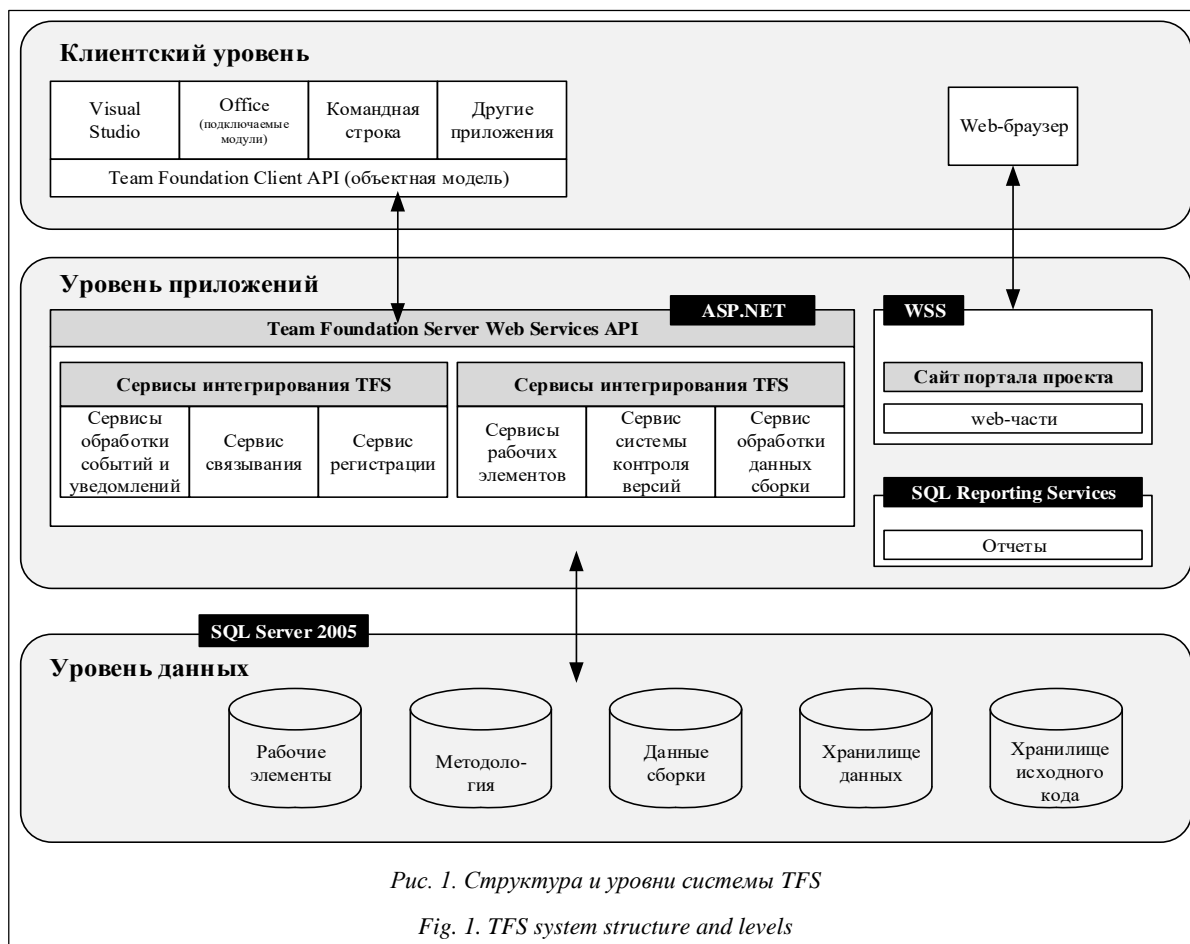 Клиентский уровень
Visual
Studio
Office
(подключаемые
модули)
Командная
строка
Другие
приложения
Team Foundation Client API (объектная модель)
Web-браузер
Уровень приложений
ASP.NET
Team Foundation Server Web Services API
Сервисы интегрирования TFS
Сервисы
обработки
событий и
уведомлений
Сервис
связывания
Сервис
регистрации
Сервисы интегрирования TFS
Сервисы
рабочих
элементов
Сервис
системы
контроля
версий
Сервис
обработки
данных
сборки
WSS
Сайт портала проекта
web-части
SQL Reporting Services
Отчеты
SQL Server 2005
Уровень данных
Рабочие
элементы
Методоло-
гия
Данные
сборки
Хранилище
данных
Хранилище
исходного
кода
Рис. 1. Структура и уровни системы TFS
Fig. 1. TFS system structure and levels